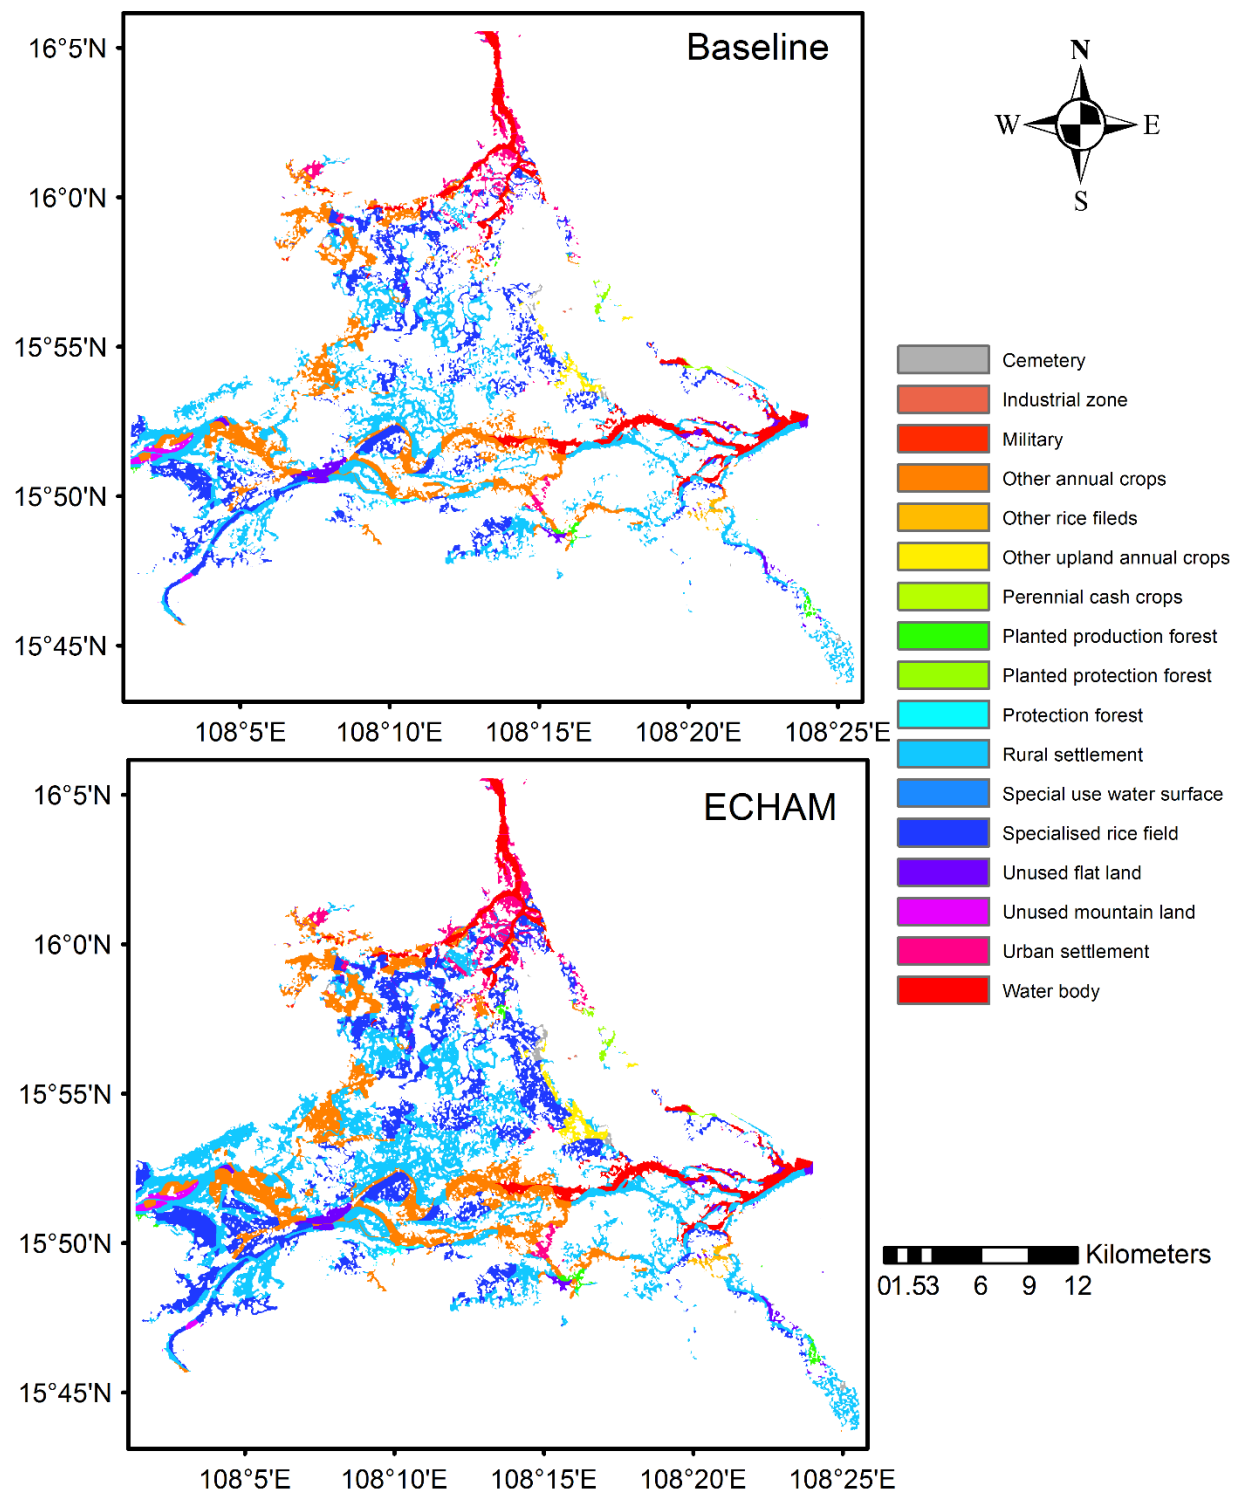 Baseline
16°5'N
16°0'N
15°55'N
15°50'N
15°45'N
108°5'E 108°10'E 108°15'E 108°20'E 108°25'E
N
W E
S
Cemetery
Industrial zone
Military
Other annual crops
Other rice fileds
Other upland annual crops
Perennial cash crops
Planted production forest
Planted protection forest
Protection forest
Rural settlement
Special use water surface
Specialised rice field
Unused flat land
Unused mountain land
Urban settlement
Water body
ECHAM
16°5'N
16°0'N
15°55'N
15°50'N
15°45'N
108°5'E 108°10'E 108°15'E 108°20'E 108°25'E
Kilometers
01.53 6 9 12